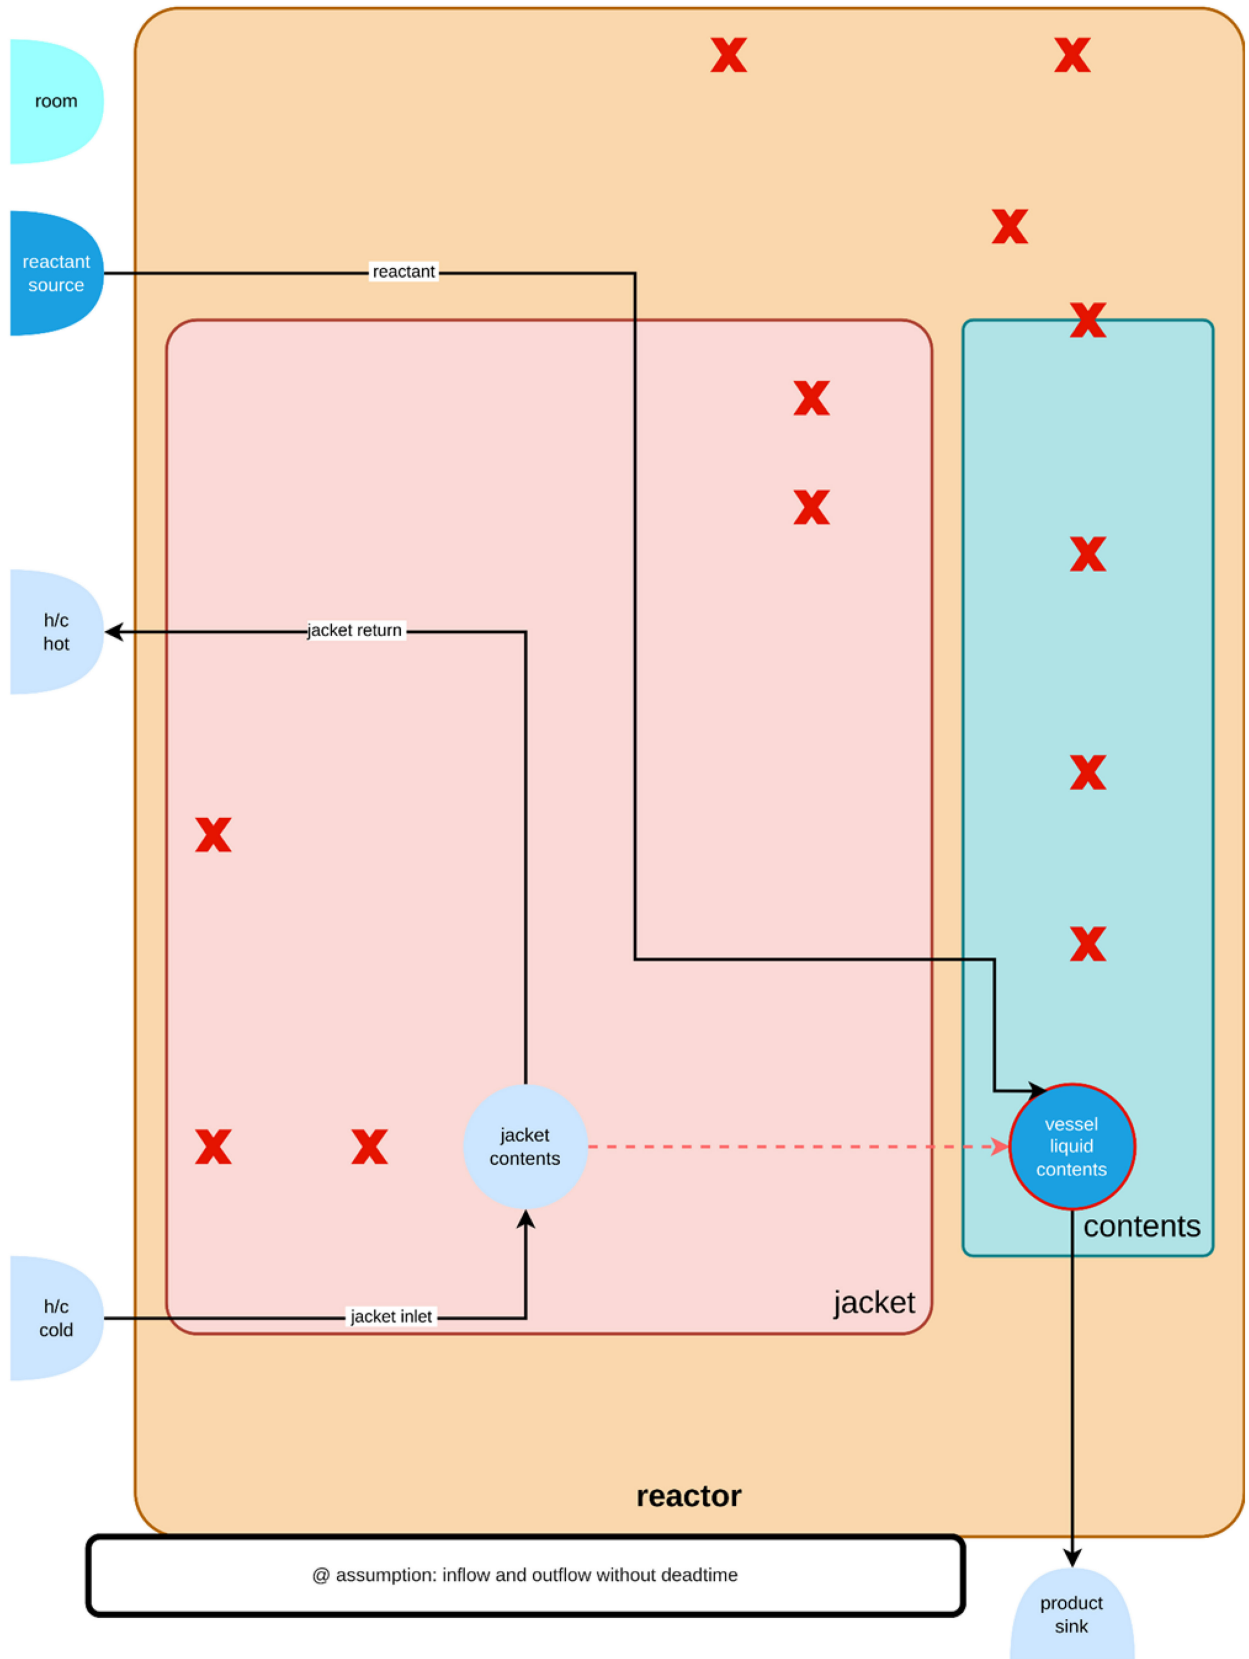 room
reactant
source
reactant
h/c
hot
jacket return
jacket
contents
vessel
liquid
contents
contents
h/c
cold
jacket inlet
jacket
reactor
@ assumption: inflow and outflow without deadtime
product
sink